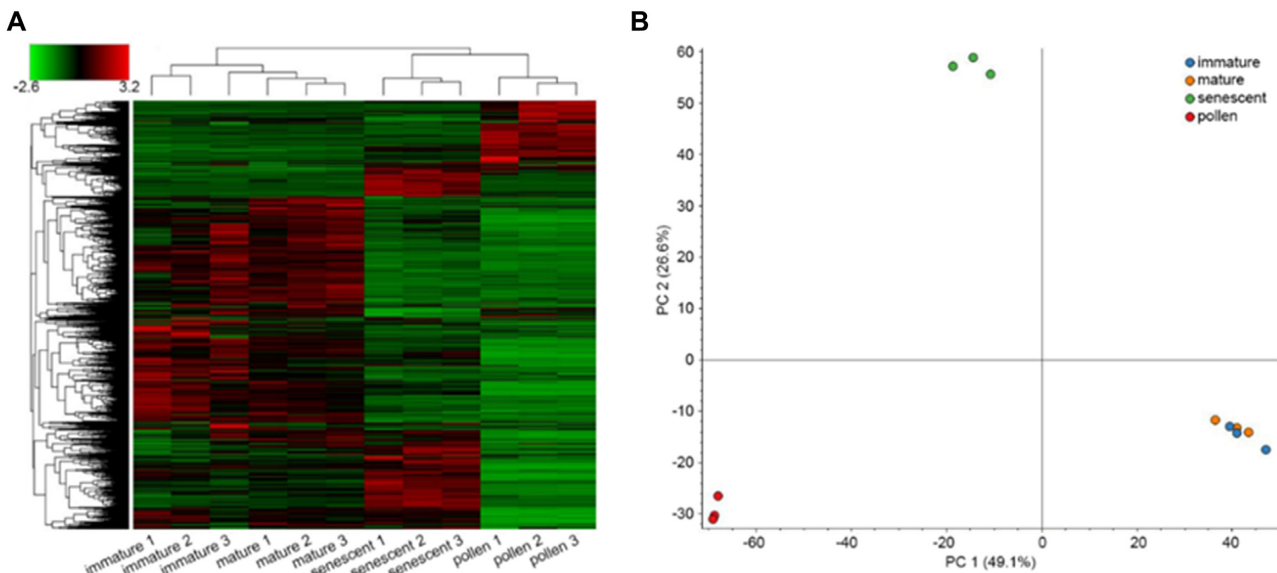 A
-2.6 3.2
immature 1
immature 2
immature 3
mature 1
mature 2
mature 3
senescent 1
senescent 2
senescent 3
pollen 1
pollen 2
pollen 3
B
immature
mature
senescent
pollen
60
50
40
30
20
10
0
-10
-20
-30
PC 2 (26.6%)
-60 -40 -20 0 20 40
PC 1 (49.1%)